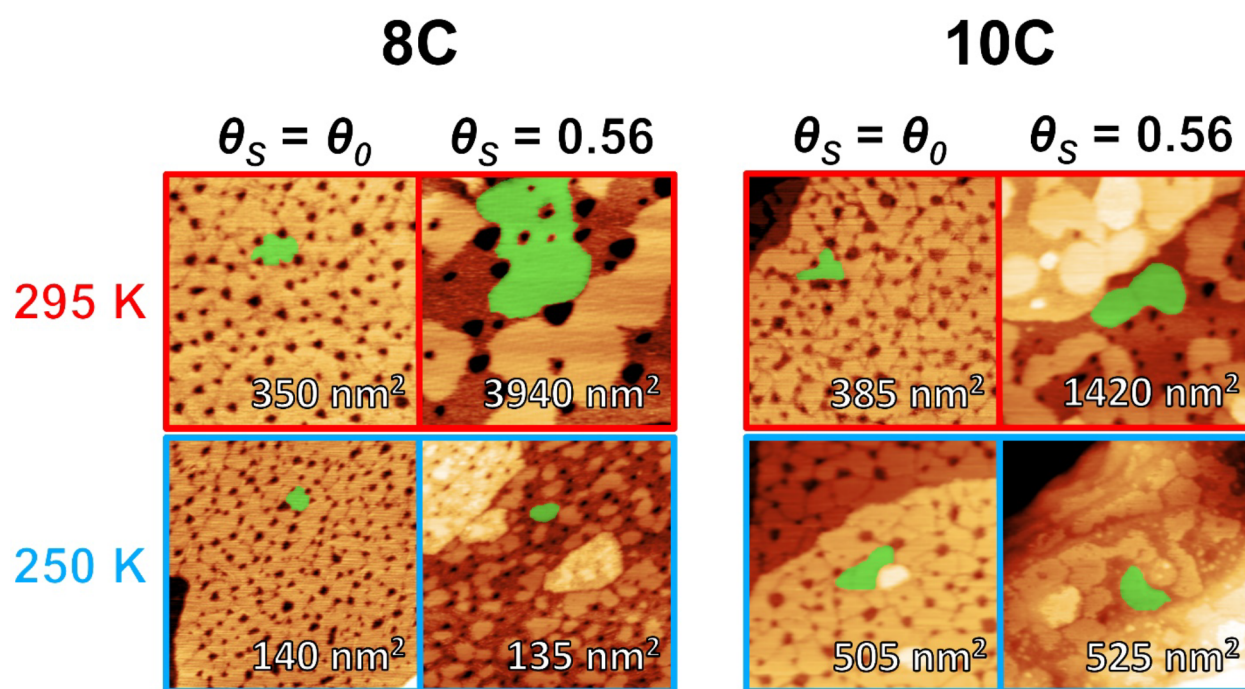 8C 10C
θS = θ0 θS = 0.56 θS = θ0 θS = 0.56
295 K
350 nm² 3940 nm² 385 nm² 1420 nm²
250 K
140 nm² 135 nm² 505 nm² 525 nm²